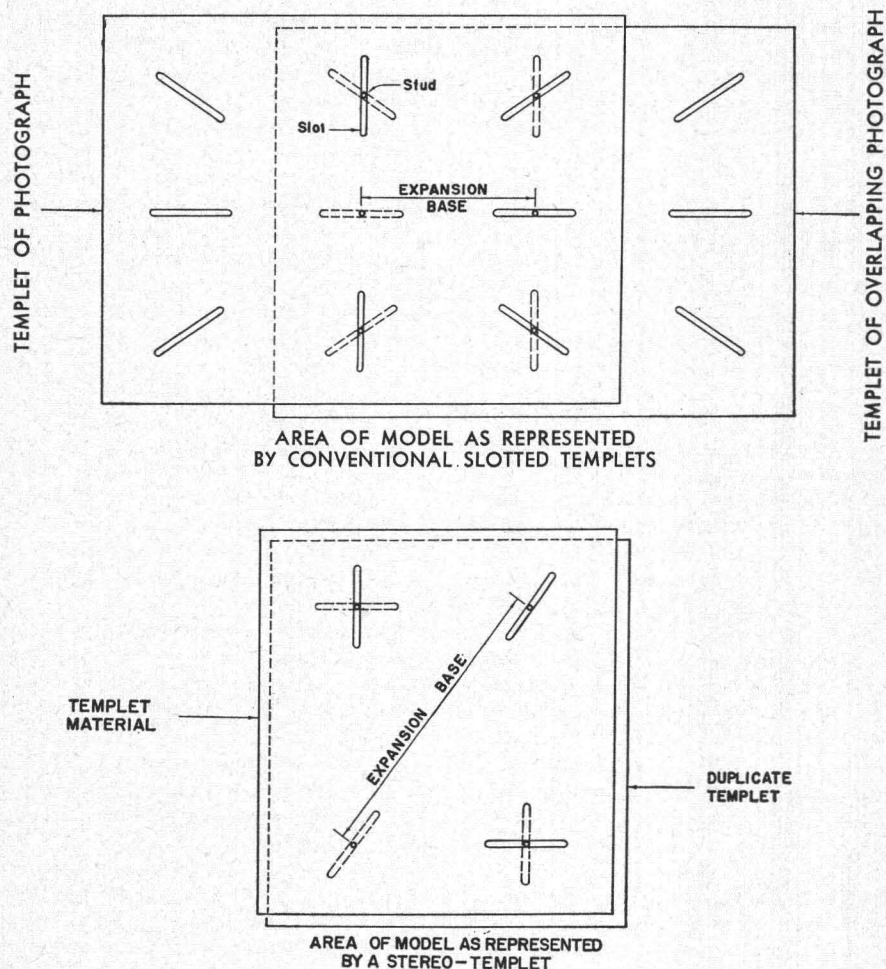 TEMPLET OF PHOTOGRAPH
Stud
Slot
EXPANSION
BASE
TEMPLET OF OVERLAPPING PHOTOGRAPH
AREA OF MODEL AS REPRESENTED
BY CONVENTIONAL SLOTTED TEMPLETS
EXPANSION BASE
TEMPLET
MATERIAL
DUPLICATE
TEMPLET
AREA OF MODEL AS REPRESENTED
BY A STEREO-TEMPLET